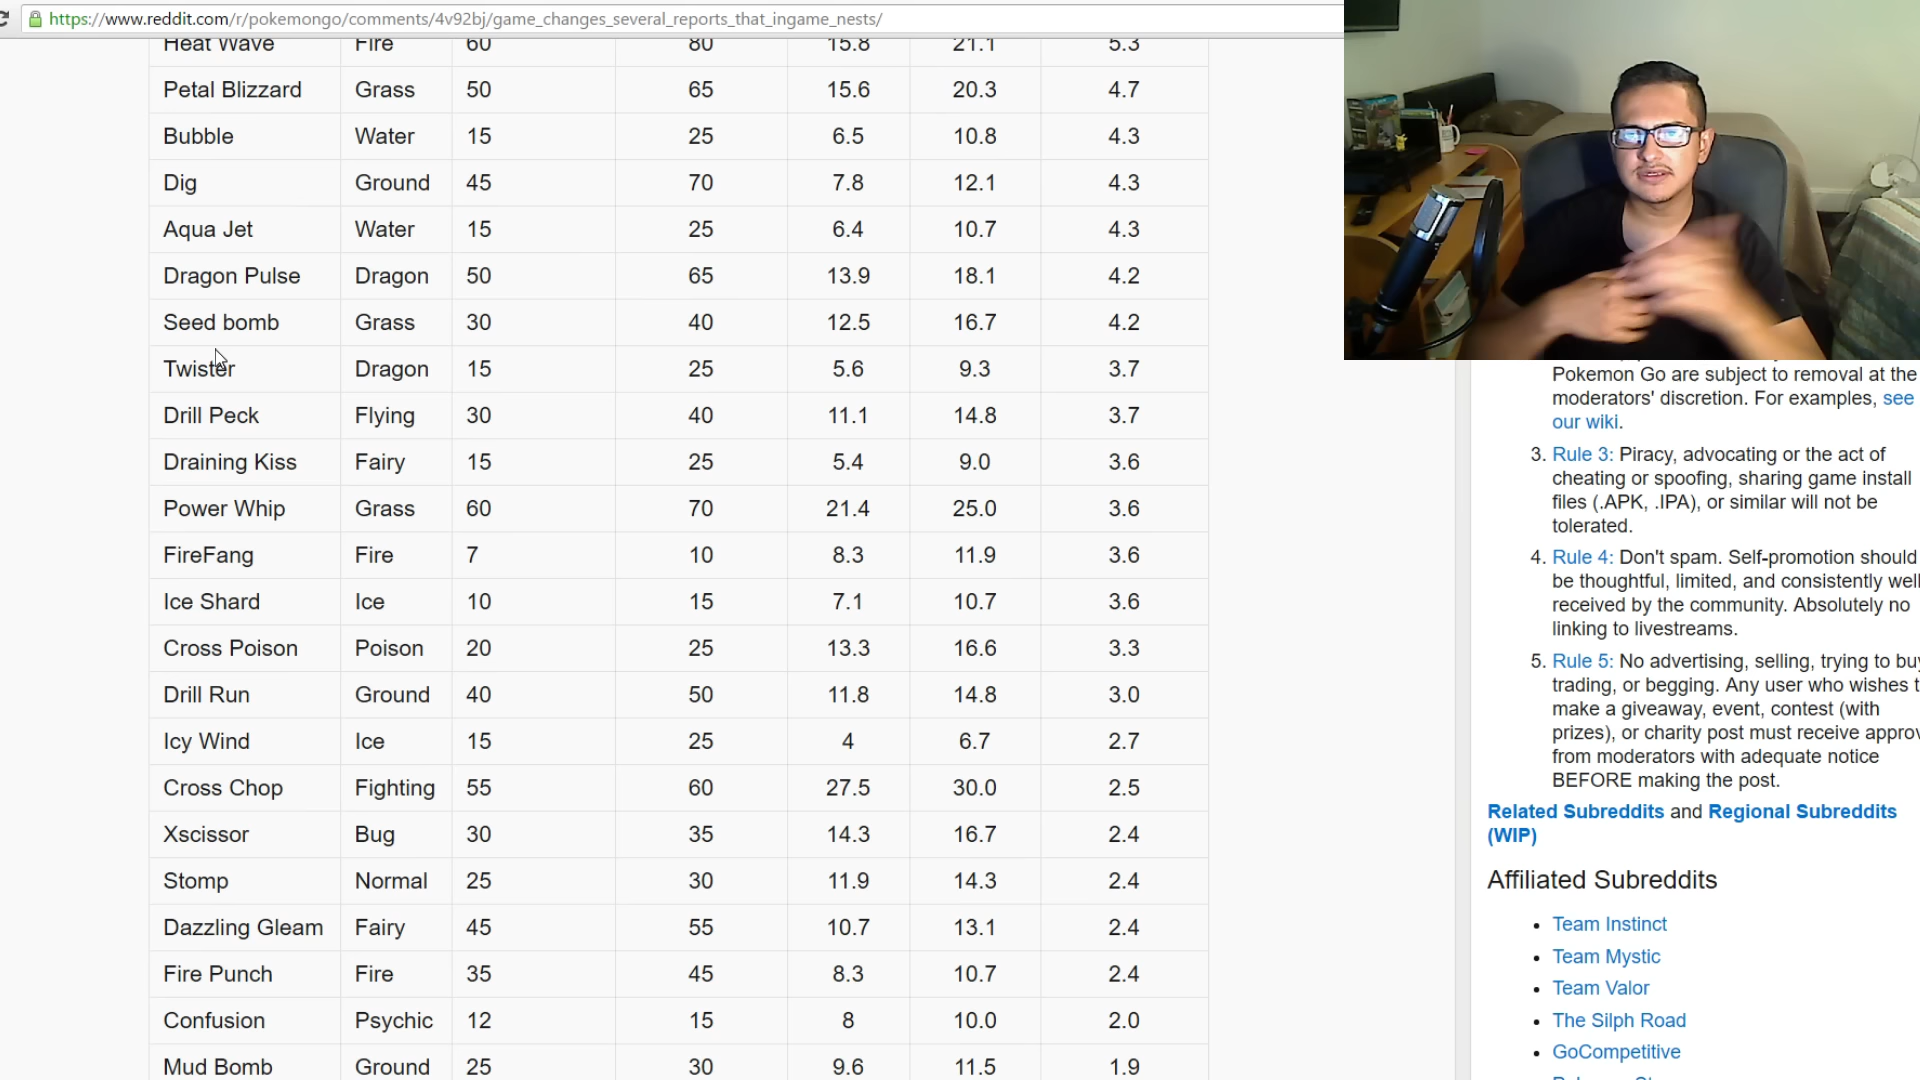 https://www.reddit.com/r/pokemongo/comments/4v92bj/game_changes_several_reports_that_ingame_nests/
Heat Wave Fire 60 80 15.8 21.1 5.3
Petal Blizzard Grass 50 65 15.6 20.3 4.7
Bubble Water 15 25 6.5 10.8 4.3
Dig Ground 45 70 7.8 12.1 4.3
Aqua Jet Water 15 25 6.4 10.7 4.3
Dragon Pulse Dragon 50 65 13.9 18.1 4.2
Seed bomb Grass 30 40 12.5 16.7 4.2
Twister Dragon 15 25 5.6 9.3 3.7
Drill Peck Flying 30 40 11.1 14.8 3.7
Draining Kiss Fairy 15 25 5.4 9.0 3.6
Power Whip Grass 60 70 21.4 25.0 3.6
FireFang Fire 7 10 8.3 11.9 3.6
Ice Shard Ice 10 15 7.1 10.7 3.6
Cross Poison Poison 20 25 13.3 16.6 3.3
Drill Run Ground 40 50 11.8 14.8 3.0
Icy Wind Ice 15 25 4 6.7 2.7
Cross Chop Fighting 55 60 27.5 30.0 2.5
Xscissor Bug 30 35 14.3 16.7 2.4
Stomp Normal 25 30 11.9 14.3 2.4
Dazzling Gleam Fairy 45 55 10.7 13.1 2.4
Fire Punch Fire 35 45 8.3 10.7 2.4
Confusion Psychic 12 15 8 10.0 2.0
Mud Bomb Ground 25 30 9.6 11.5 1.9
Pokemon Go are subject to removal at the
moderators' discretion. For examples, see
our wiki.
3. Rule 3: Piracy, advocating or the act of
cheating or spoofing, sharing game install
files (.APK, .IPA), or similar will not be
tolerated.
4. Rule 4: Don't spam. Self-promotion should
be thoughtful, limited, and consistently well
received by the community. Absolutely no
linking to livestreams.
5. Rule 5: No advertising, selling, trying to buy
trading, or begging. Any user who wishes t
make a giveaway, event, contest (with
prizes), or charity post must receive approv
from moderators with adequate notice
BEFORE making the post.
Related Subreddits and Regional Subreddits
(WIP)
Affiliated Subreddits
• Team Instinct
• Team Mystic
• Team Valor
• The Silph Road
• GoCompetitive